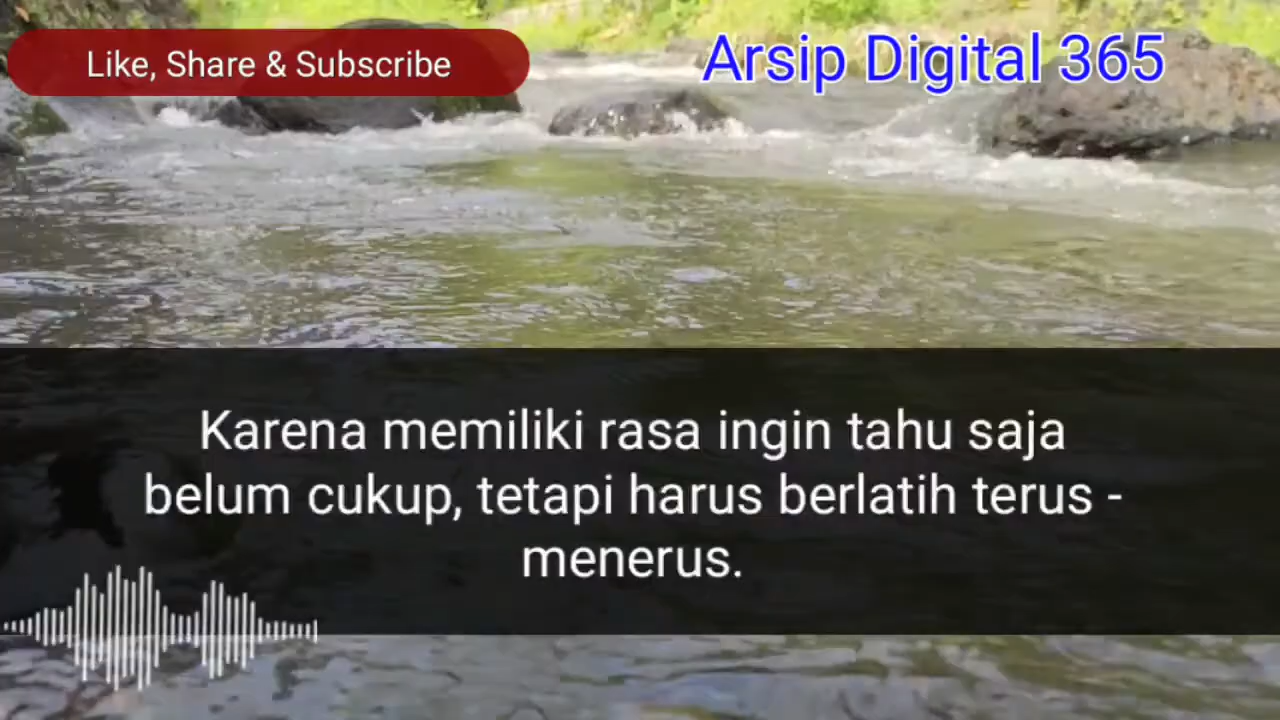 Like, Share & Subscribe
Arsip Digital 365
Karena memiliki rasa ingin tahu saja
belum cukup, tetapi harus berlatih terus -
menerus.